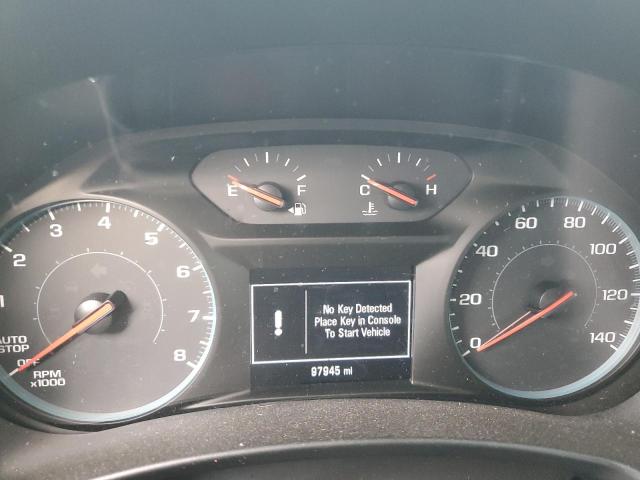 E F
C H
1 2 3 4 5 6 7 8
AUTO
STOP
OFF
RPM
x1000
No Key Detected
Place Key in Console
To Start Vehicle
97945 mi
0 20 40 60 80 100 120 140